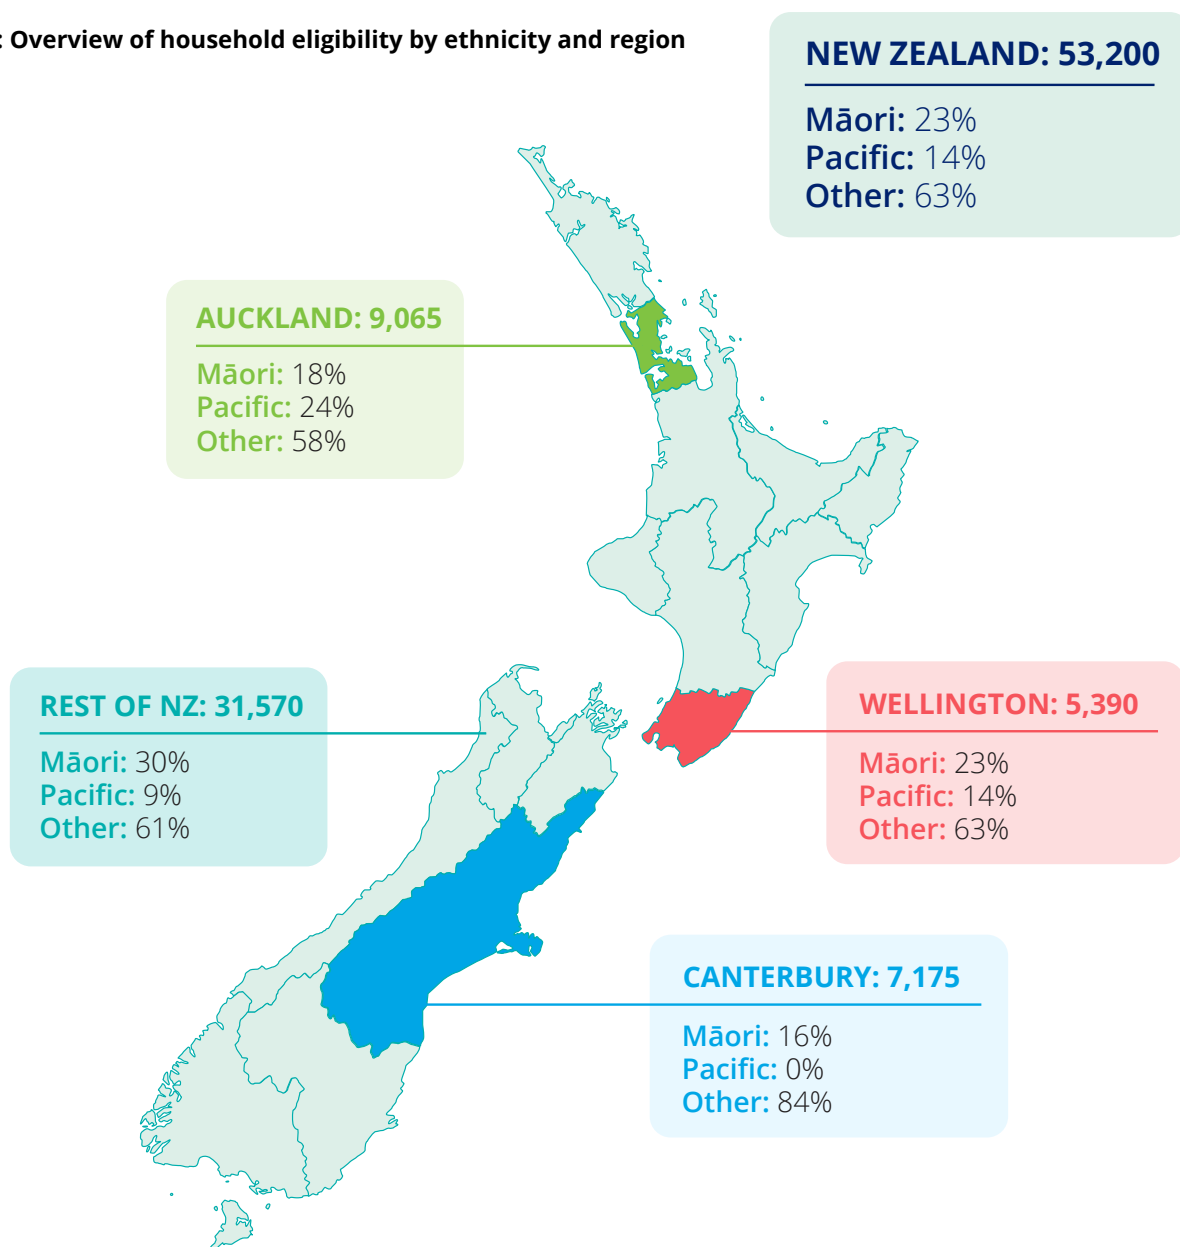 : Overview of household eligibility by ethnicity and region
NEW ZEALAND: 53,200
Māori: 23%
Pacific: 14%
Other: 63%
AUCKLAND: 9,065
Māori: 18%
Pacific: 24%
Other: 58%
REST OF NZ: 31,570
Māori: 30%
Pacific: 9%
Other: 61%
WELLINGTON: 5,390
Māori: 23%
Pacific: 14%
Other: 63%
CANTERBURY: 7,175
Māori: 16%
Pacific: 0%
Other: 84%